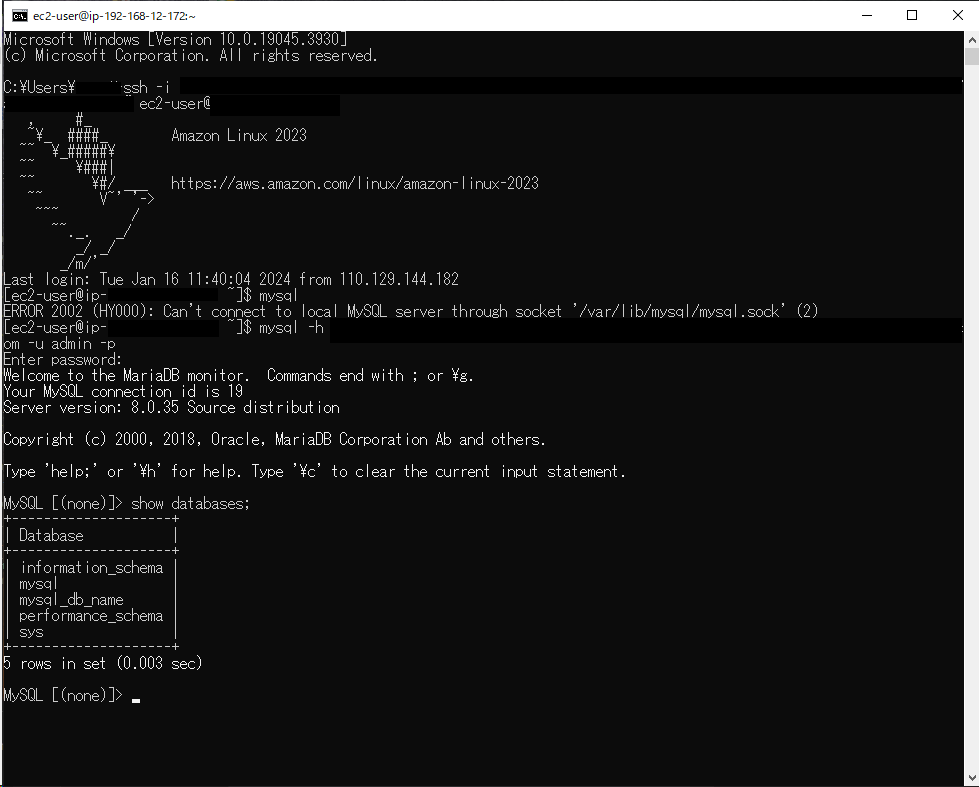 ec2-user@ip-192-168-12-172:~
Microsoft Windows [Version 10.0.19045.3930]
(c) Microsoft Corporation. All rights reserved.
C:¥Users¥ ssh -i
ec2-user@
   ,     #_
   ~¥_  ####_        Amazon Linux 2023
  ~~  ¥_#####¥
  ~~     ¥###|
  ~~       ¥#/ ___   https://aws.amazon.com/linux/amazon-linux-2023
   ~~       V~' '->
    ~~~         /
      ~~._.   _/
         _/ _/
       _/m/'
Last login: Tue Jan 16 11:40:04 2024 from 110.129.144.182
[ec2-user@ip- ~]$ mysql
ERROR 2002 (HY000): Can't connect to local MySQL server through socket '/var/lib/mysql/mysql.sock' (2)
[ec2-user@ip- ~]$ mysql -h
om -u admin -p
Enter password:
Welcome to the MariaDB monitor.  Commands end with ; or ¥g.
Your MySQL connection id is 19
Server version: 8.0.35 Source distribution
Copyright (c) 2000, 2018, Oracle, MariaDB Corporation Ab and others.
Type 'help;' or '¥h' for help. Type '¥c' to clear the current input statement.
MySQL [(none)]> show databases;
+--------------------+
| Database           |
+--------------------+
| information_schema |
| mysql              |
| mysql_db_name      |
| performance_schema |
| sys                |
+--------------------+
5 rows in set (0.003 sec)
MySQL [(none)]>